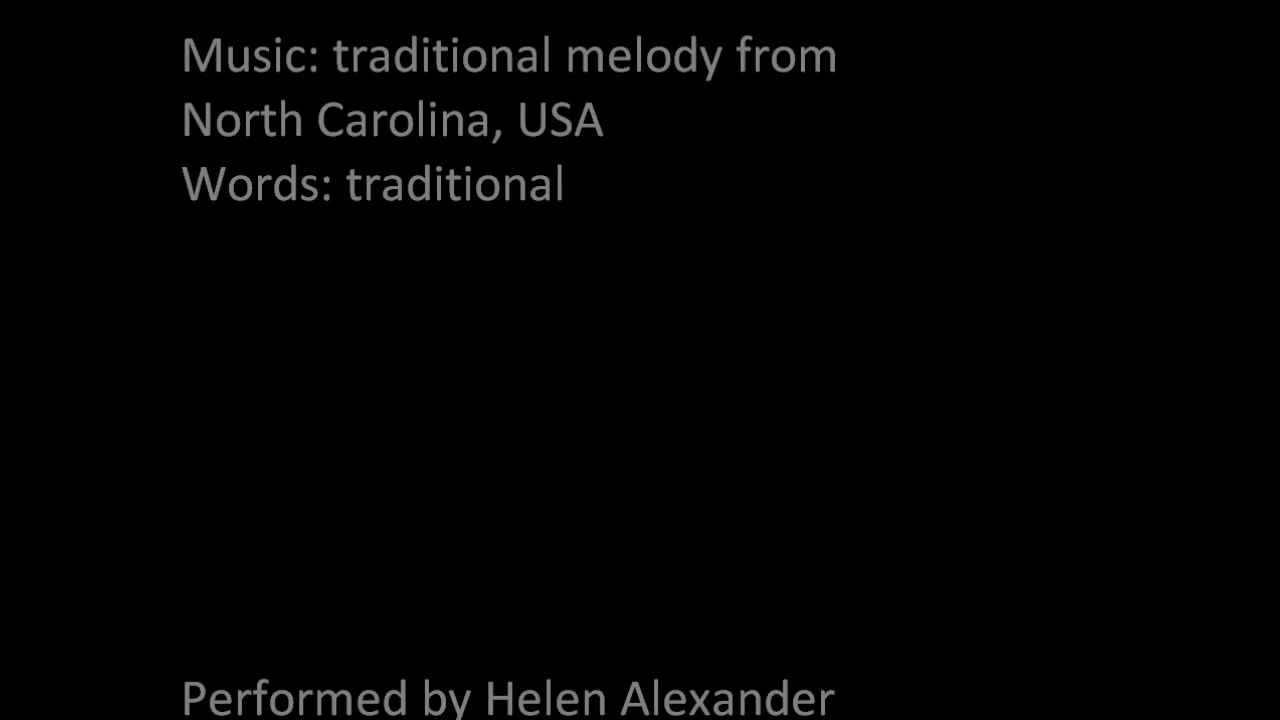 Music: traditional melody from
North Carolina, USA
Words: traditional
Performed by Helen Alexander